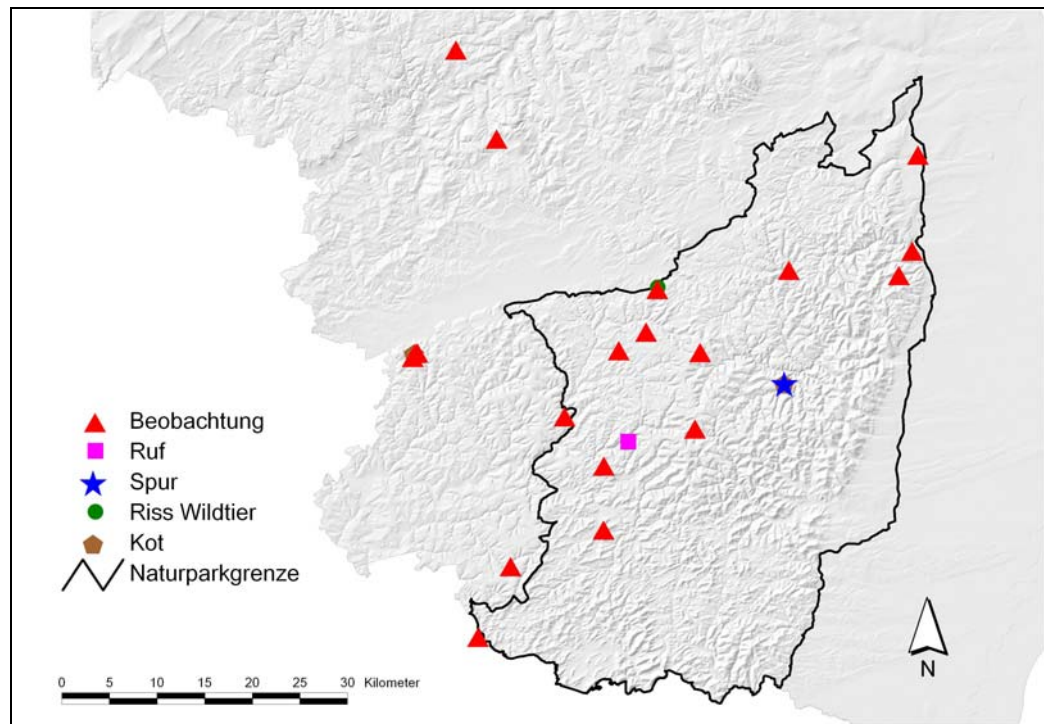 Beobachtung
Ruf
Spur
Riss Wildtier
Kot
Naturparkgrenze
N
0 5 10 15 20 25 30 Kilometer